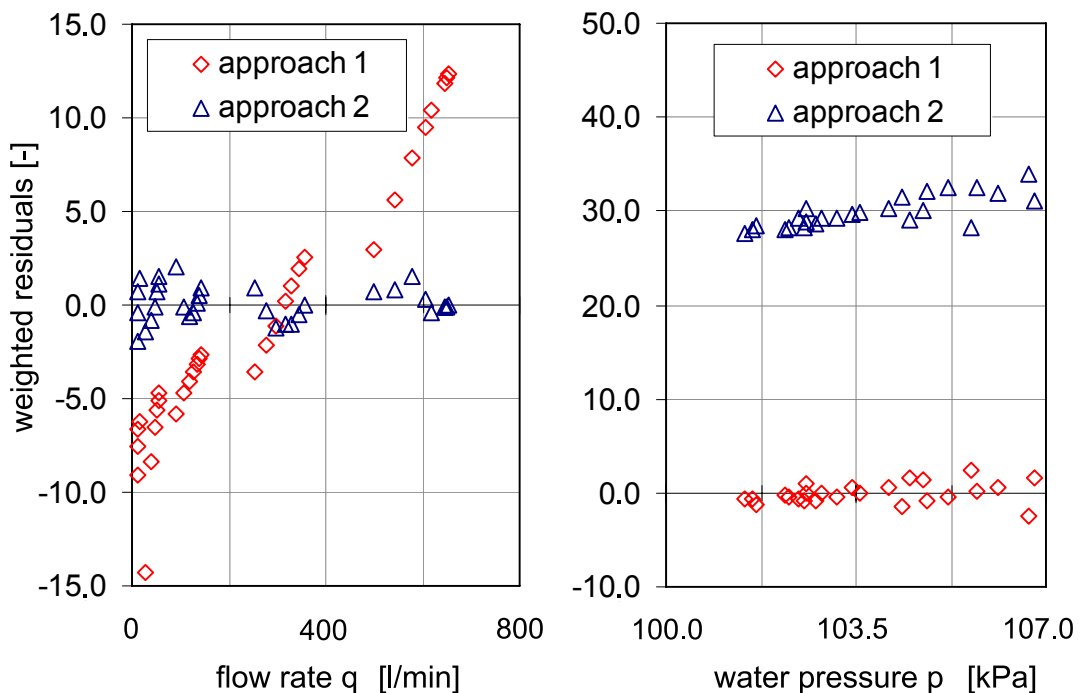 15.0
10.0
5.0
0.0
-5.0
-10.0
-15.0
weighted residuals [-]
approach 1
approach 2
0
400
800
flow rate q [l/min]
50.0
40.0
30.0
20.0
10.0
0.0
-10.0
approach 1
approach 2
100.0
103.5
107.0
water pressure p [kPa]